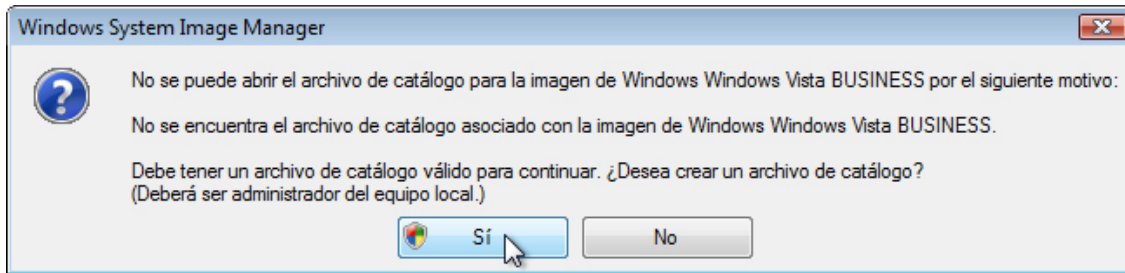 Windows System Image Manager
No se puede abrir el archivo de catálogo para la imagen de Windows Windows Vista BUSINESS por el siguiente motivo:
No se encuentra el archivo de catálogo asociado con la imagen de Windows Windows Vista BUSINESS.
Debe tener un archivo de catálogo válido para continuar. ¿Desea crear un archivo de catálogo?
(Deberá ser administrador del equipo local.)
Sí No